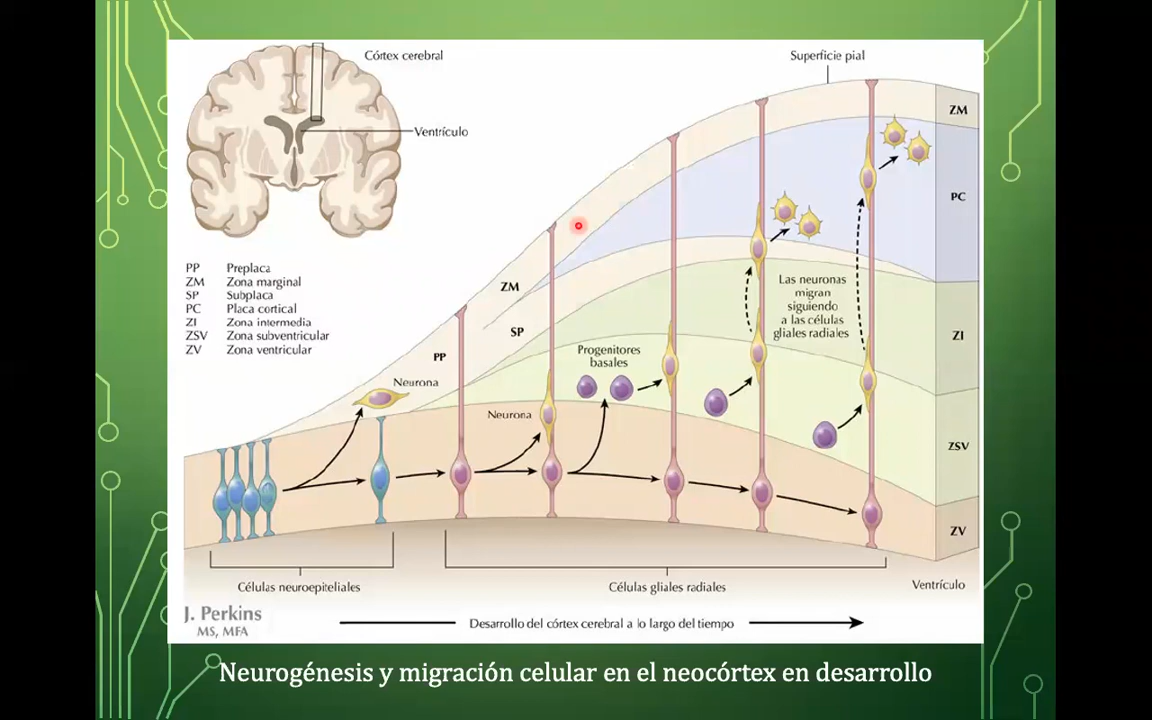 Córtex cerebral
Ventrículo
Superficie pial
PP Preplaca
ZM Zona marginal
SP Subplaca
PC Placa cortical
ZI Zona intermedia
ZSV Zona subventricular
ZV Zona ventricular
ZM
PC
ZI
ZSV
ZV
ZM
SP
PP
Neurona
Neurona
Progenitores
basales
Las neuronas
migran
siguiendo
a las células
gliales radiales
Células neuroepiteliales
Células gliales radiales
Ventrículo
J. Perkins
MS, MFA
Desarrollo del córtex cerebral a lo largo del tiempo
Neurogénesis y migración celular en el neocórtex en desarrollo